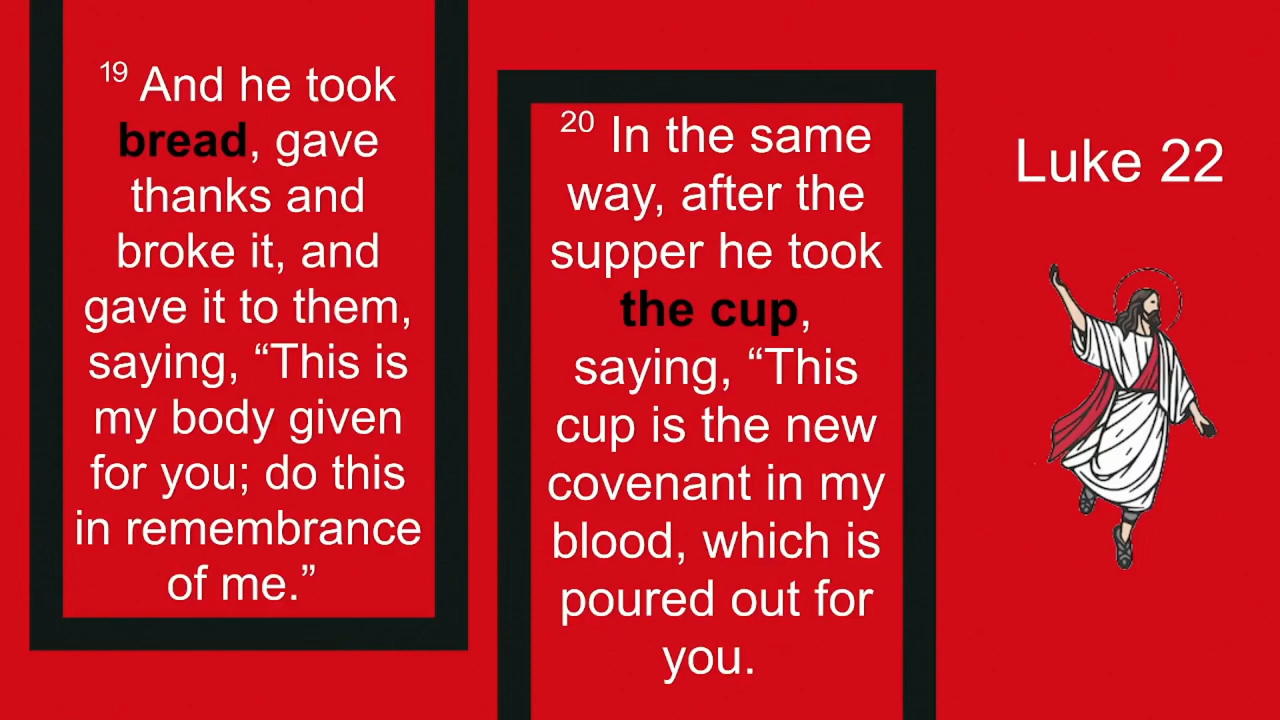 19 And he took
bread, gave
thanks and
broke it, and
gave it to them,
saying, “This is
my body given
for you; do this
in remembrance
of me.”
20 In the same
way, after the
supper he took
the cup,
saying, “This
cup is the new
covenant in my
blood, which is
poured out for
you.
Luke 22